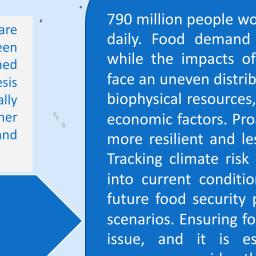 are
een
ned
esis
ally
her
and
790 million people wo
daily. Food demand
while the impacts of
face an uneven distrib
biophysical resources,
economic factors. Proa
more resilient and les
Tracking climate risk
into current conditio
future food security p
scenarios. Ensuring fo
issue, and it is es